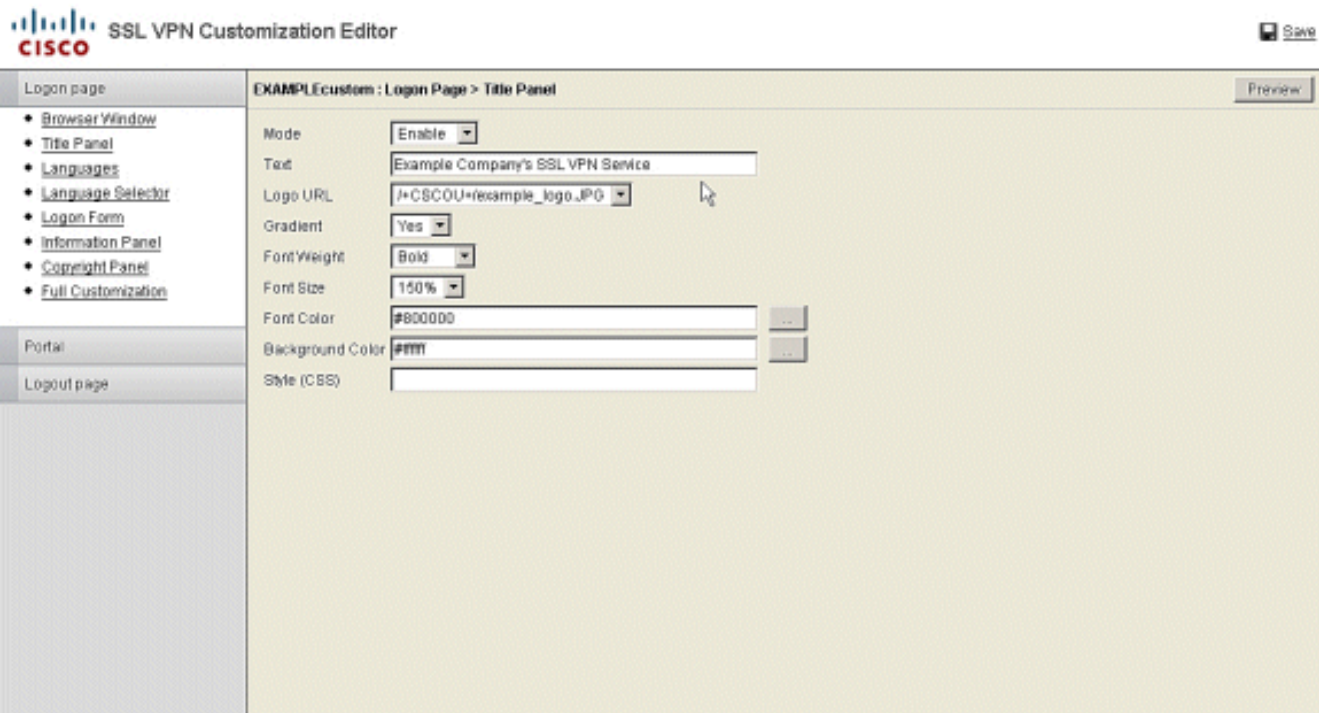 CISCO SSL VPN Customization Editor
Save
Logon page
EXAMPLEcustom : Logon Page > Title Panel
Preview
Browser Window
Title Panel
Languages
Language Selector
Logon Form
Information Panel
Copyright Panel
Full Customization
Portal
Logout page
Mode Enable
Text Example Company's SSL VPN Service
Logo URL /+CSCOU+/example_logo.JPG
Gradient Yes
Font Weight Bold
Font Size 150%
Font Color #800000 ...
Background Color ...
Style (CSS)